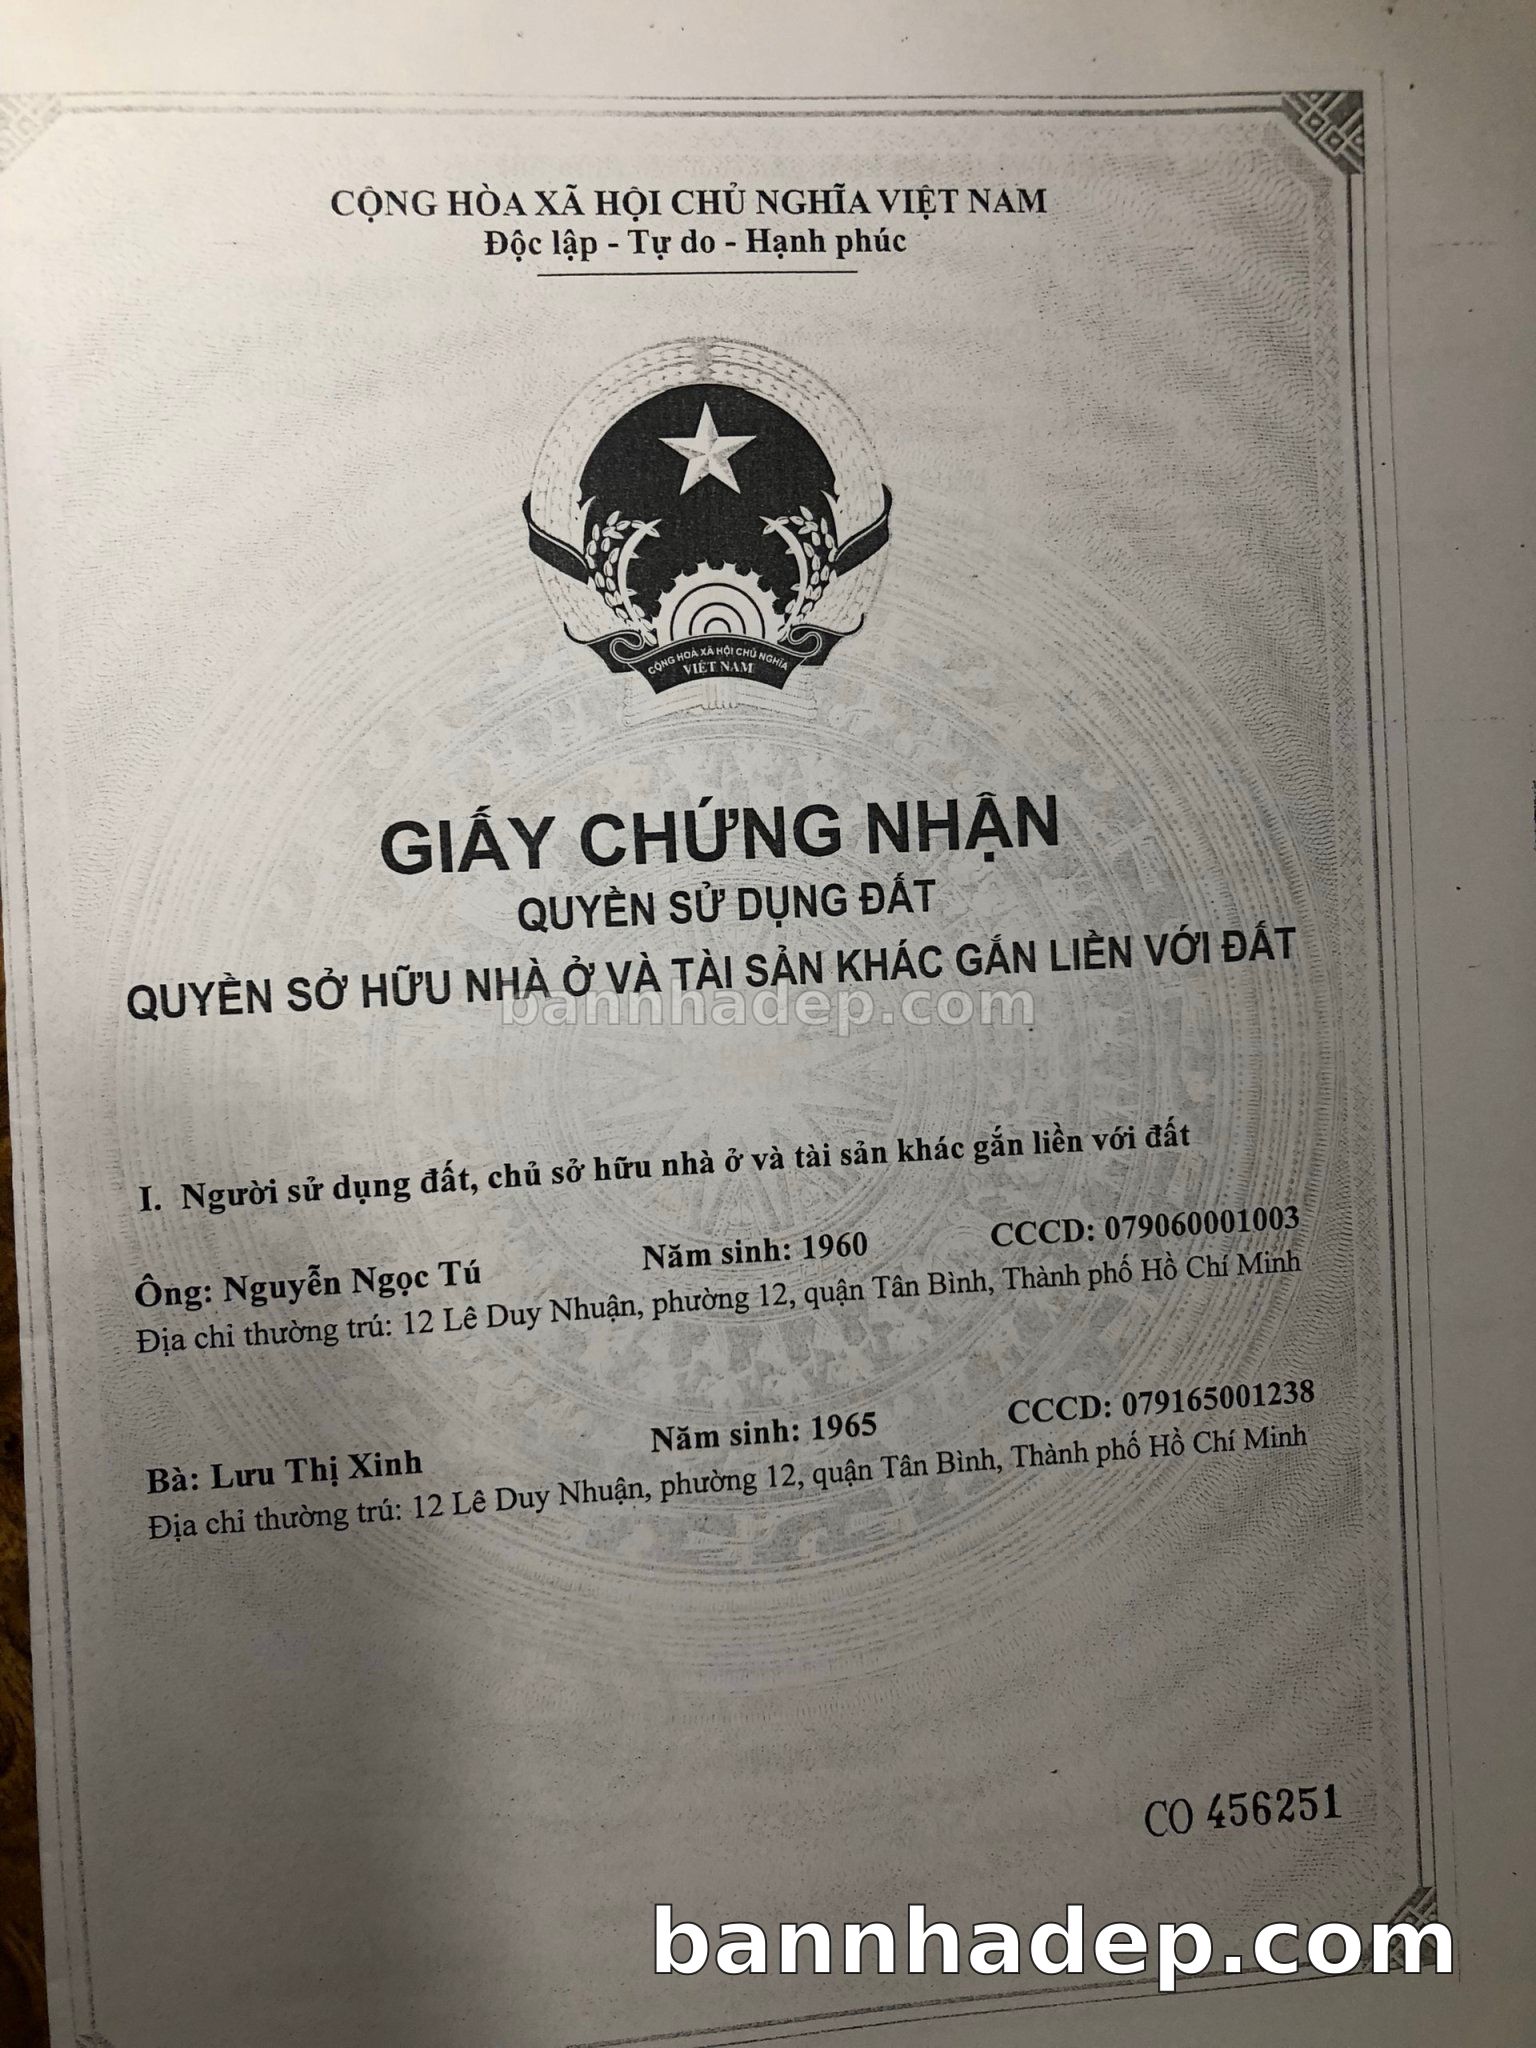 CỘNG HÒA XÃ HỘI CHỦ NGHĨA VIỆT NAM
Độc lập - Tự do - Hạnh phúc
CỘNG HOÀ XÃ HỘI CHỦ NGHĨA
VIỆT NAM
GIẤY CHỨNG NHẬN
QUYỀN SỬ DỤNG ĐẤT
QUYỀN SỞ HỮU NHÀ Ở VÀ TÀI SẢN KHÁC GẮN LIỀN VỚI ĐẤT
bannhadep.com
I. Người sử dụng đất, chủ sở hữu nhà ở và tài sản khác gắn liền với đất
Ông: Nguyễn Ngọc Tú Năm sinh: 1960 CCCD: 079060001003
Địa chỉ thường trú: 12 Lê Duy Nhuận, phường 12, quận Tân Bình, Thành phố Hồ Chí Minh
Bà: Lưu Thị Xinh Năm sinh: 1965 CCCD: 079165001238
Địa chỉ thường trú: 12 Lê Duy Nhuận, phường 12, quận Tân Bình, Thành phố Hồ Chí Minh
CO 456251
bannhadep.com